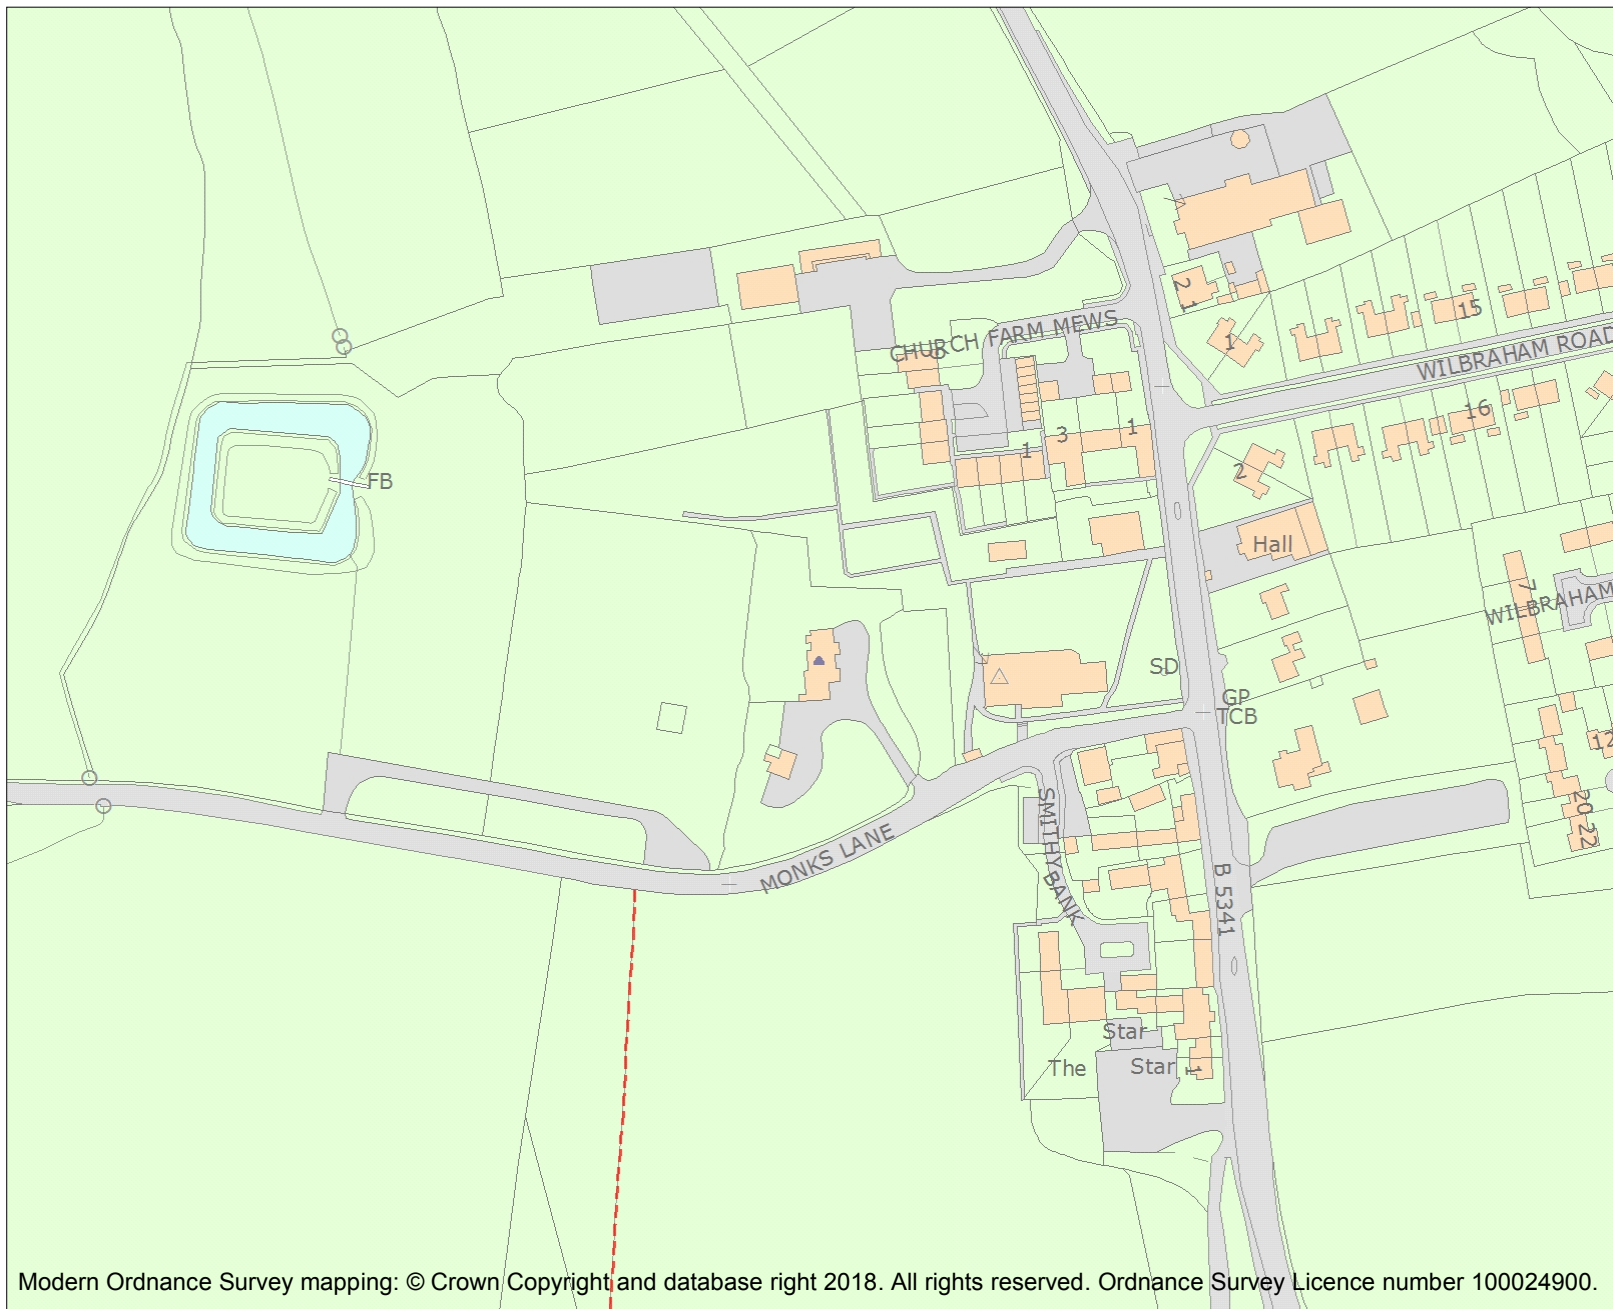 CHURCH FARM MEWS
2 1
1
15
WILBRAHAM ROAD
16
1
3
1
2
FB
Hall
7
WILBRAHAM
SD
GP
TCB
12
20 22
MONKS LANE
SMITHY BANK
B 5341
Star
The
Star
1
Modern Ordnance Survey mapping: © Crown Copyright and database right 2018. All rights reserved. Ordnance Survey Licence number 100024900.